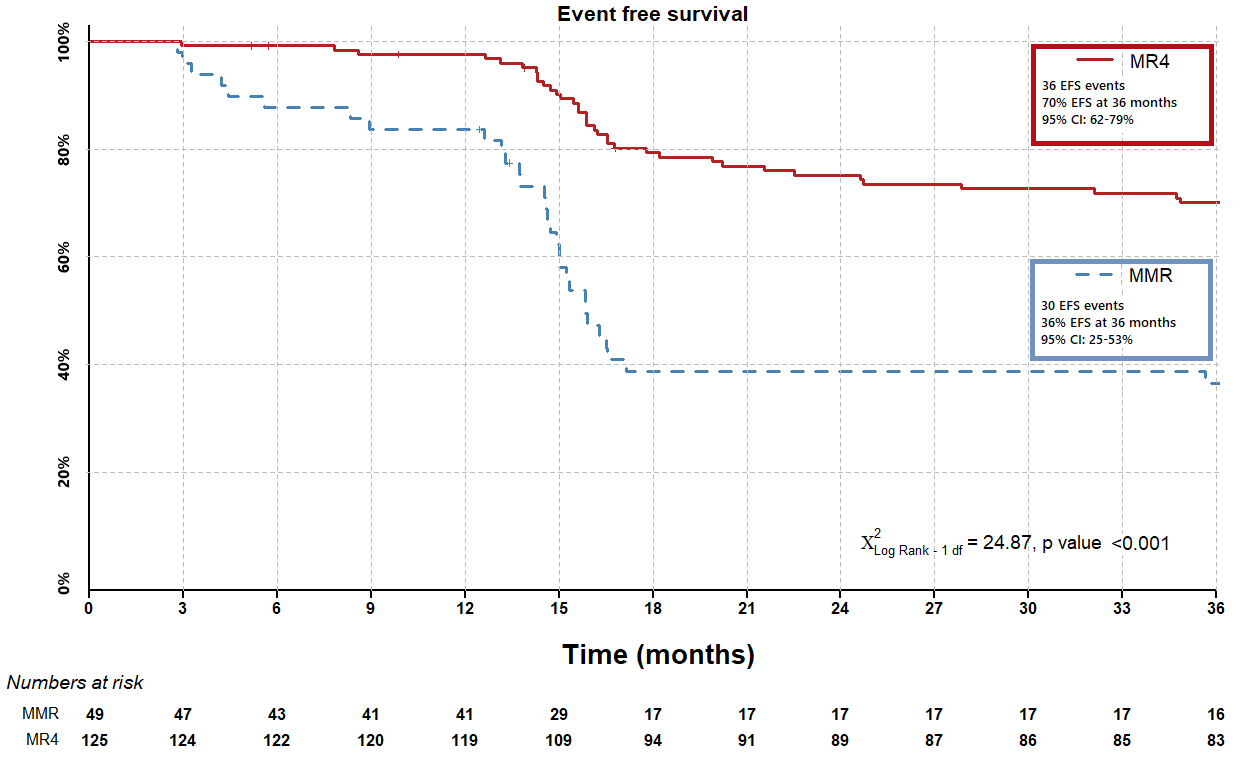 Event free survival
100%
80%
60%
40%
20%
0%
MR4
36 EFS events
70% EFS at 36 months
95% CI: 62-79%
MMR
30 EFS events
36% EFS at 36 months
95% CI: 25-53%
X² Log Rank - 1 df = 24.87, p value <0.001
0 3 6 9 12 15 18 21 24 27 30 33 36
Time (months)
Numbers at risk
MMR 49 47 43 41 41 29 17 17 17 17 17 17 16
MR4 125 124 122 120 119 109 94 91 89 87 86 85 83